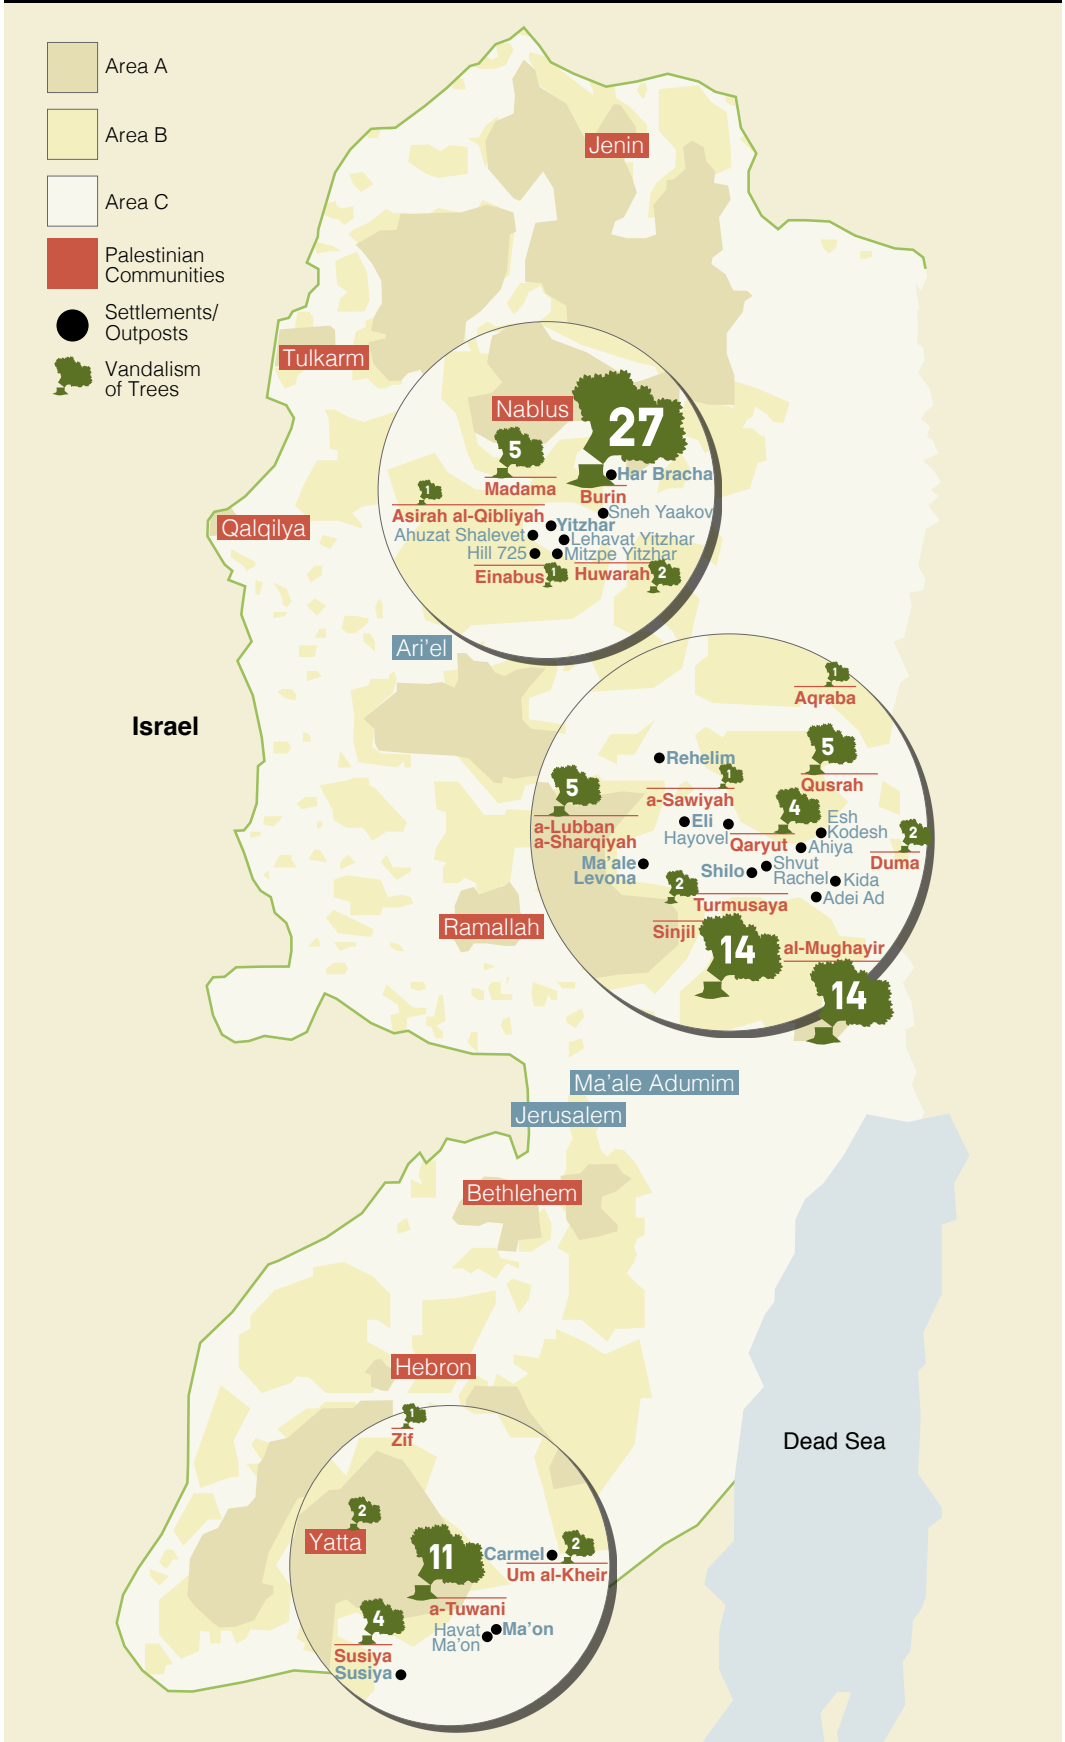 Area A
Area B
Area C
Palestinian
Communities
Settlements/
Outposts
Vandalism
of Trees
Jenin
Tulkarm
Nablus
27
5
Har Bracha
Madama
Burin
1
Asirah al-Qibliyah
Sneh Yaakov
Qalqilya
Yitzhar
Ahuzat Shalevet
Lehavat Yitzhar
Hill 725
Mitzpe Yitzhar
Einabus
1
Huwarah
2
Ari'el
Israel
1
Aqraba
5
Qusrah
Rehelim
1
a-Sawiyah
5
a-Lubban
a-Sharqiyah
4
Qaryut
Eli
Hayovel
Esh
Kodesh
Ahiya
2
Duma
Ma'ale
Levona
Shilo
Shvut
Rachel
Kida
Adei Ad
2
Turmusaya
Ramallah
Sinjil
14
al-Mughayir
14
Ma'ale Adumim
Jerusalem
Bethlehem
Hebron
1
Zif
Dead Sea
2
Yatta
11
Carmel
2
Um al-Kheir
a-Tuwani
4
Havat
Ma'on
Ma'on
Susiya
Susiya